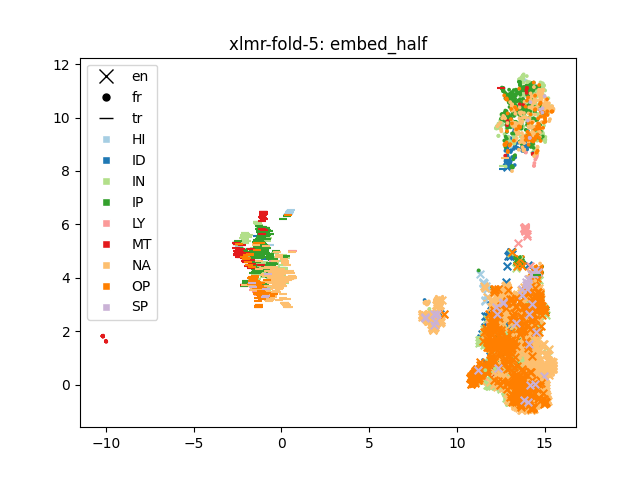 xlmr-fold-5: embed_half
12
10
8
6
4
2
0
en
fr
tr
HI
ID
IN
IP
LY
MT
NA
OP
SP
−10
−5
0
5
10
15